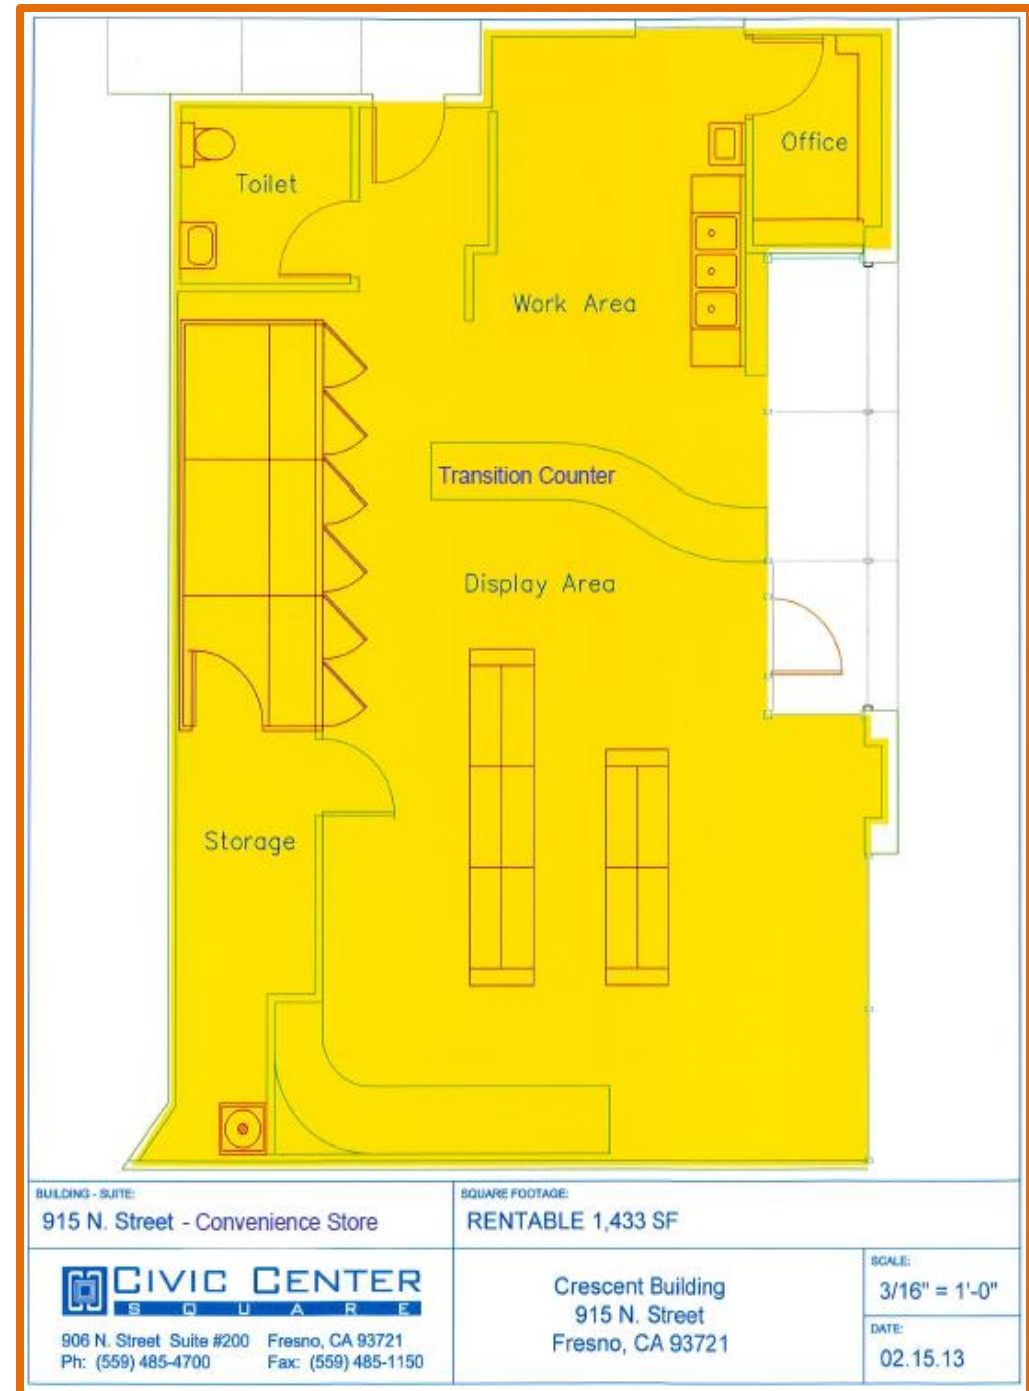 Office
Toilet
Work Area
Transition Counter
Display Area
Storage
BUILDING - SUITE:
915 N. Street - Convenience Store
SQUARE FOOTAGE:
RENTABLE 1,433 SF
CIVIC CENTER
SQUARE
906 N. Street Suite #200 Fresno, CA 93721
Ph: (559) 485-4700 Fax: (559) 485-1150
Crescent Building
915 N. Street
Fresno, CA 93721
SCALE:
3/16" = 1'-0"
DATE:
02.15.13